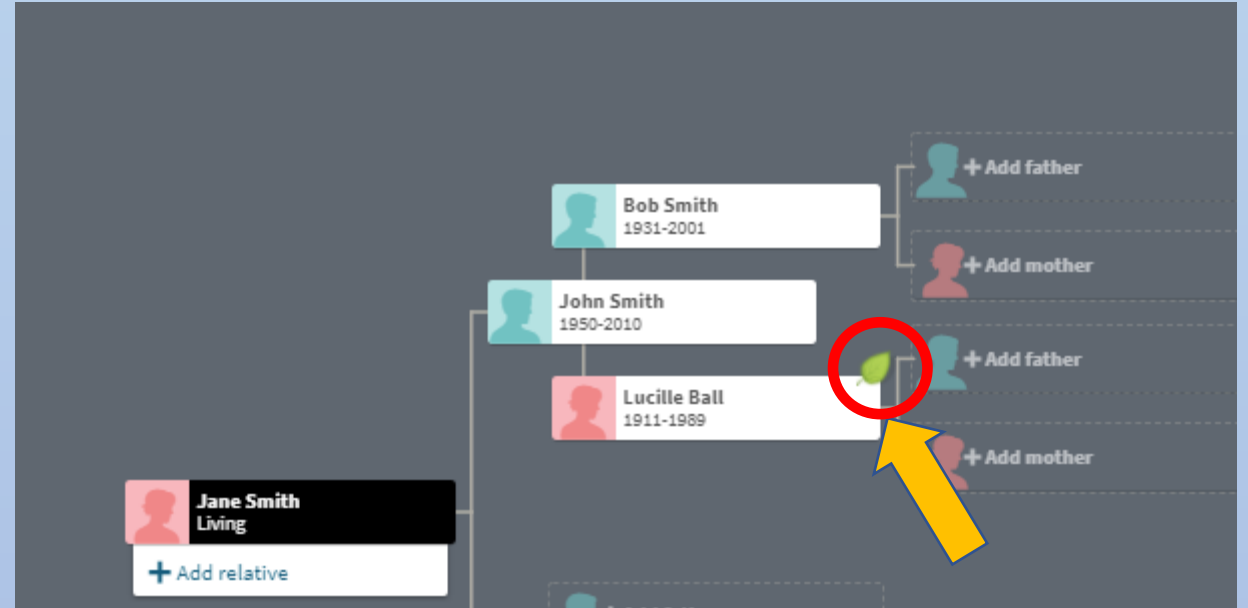 + Add father
Bob Smith
1931-2001
+ Add mother
John Smith
1950-2010
+ Add father
Lucille Ball
1911-1989
+ Add mother
Jane Smith
Living
+ Add relative